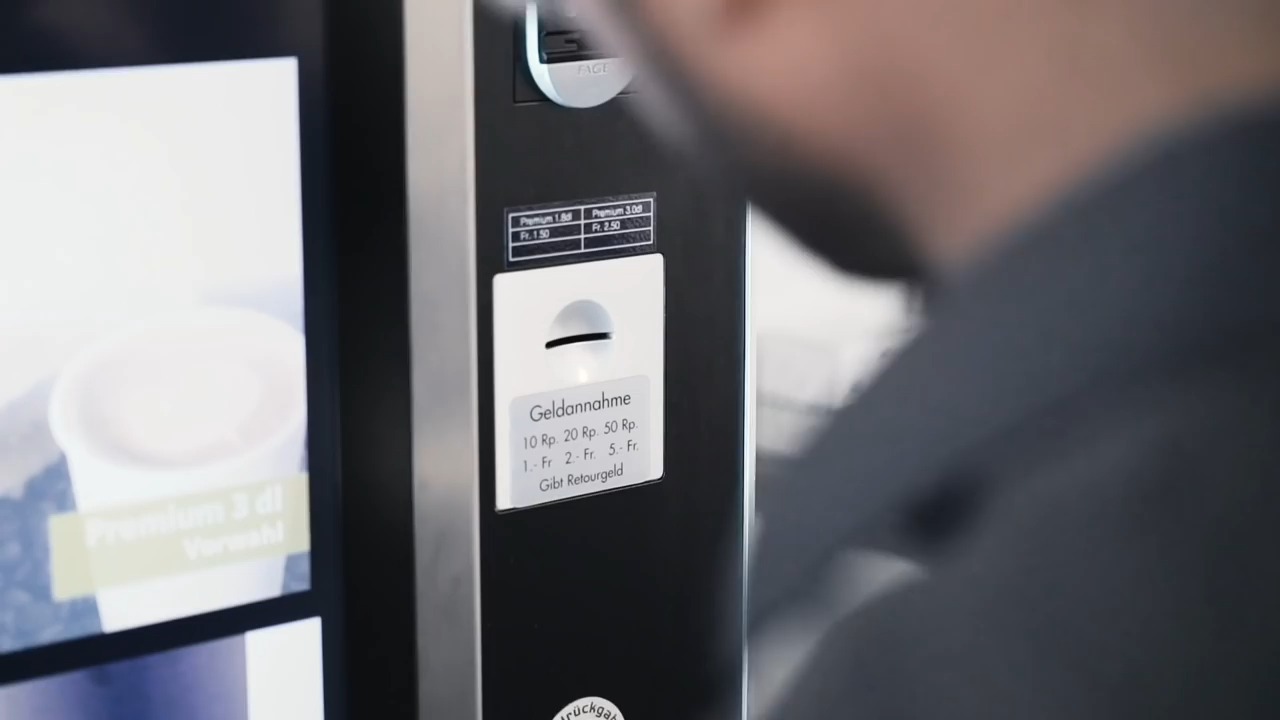 FAGE
Premium 1.8dl Premium 3.0dl
Fr. 1.50 Fr. 2.50
Geldannahme
10 Rp. 20 Rp. 50 Rp.
1.- Fr 2.- Fr. 5.- Fr.
Gibt Retourgeld
Premium 3 dl
Vorwahl